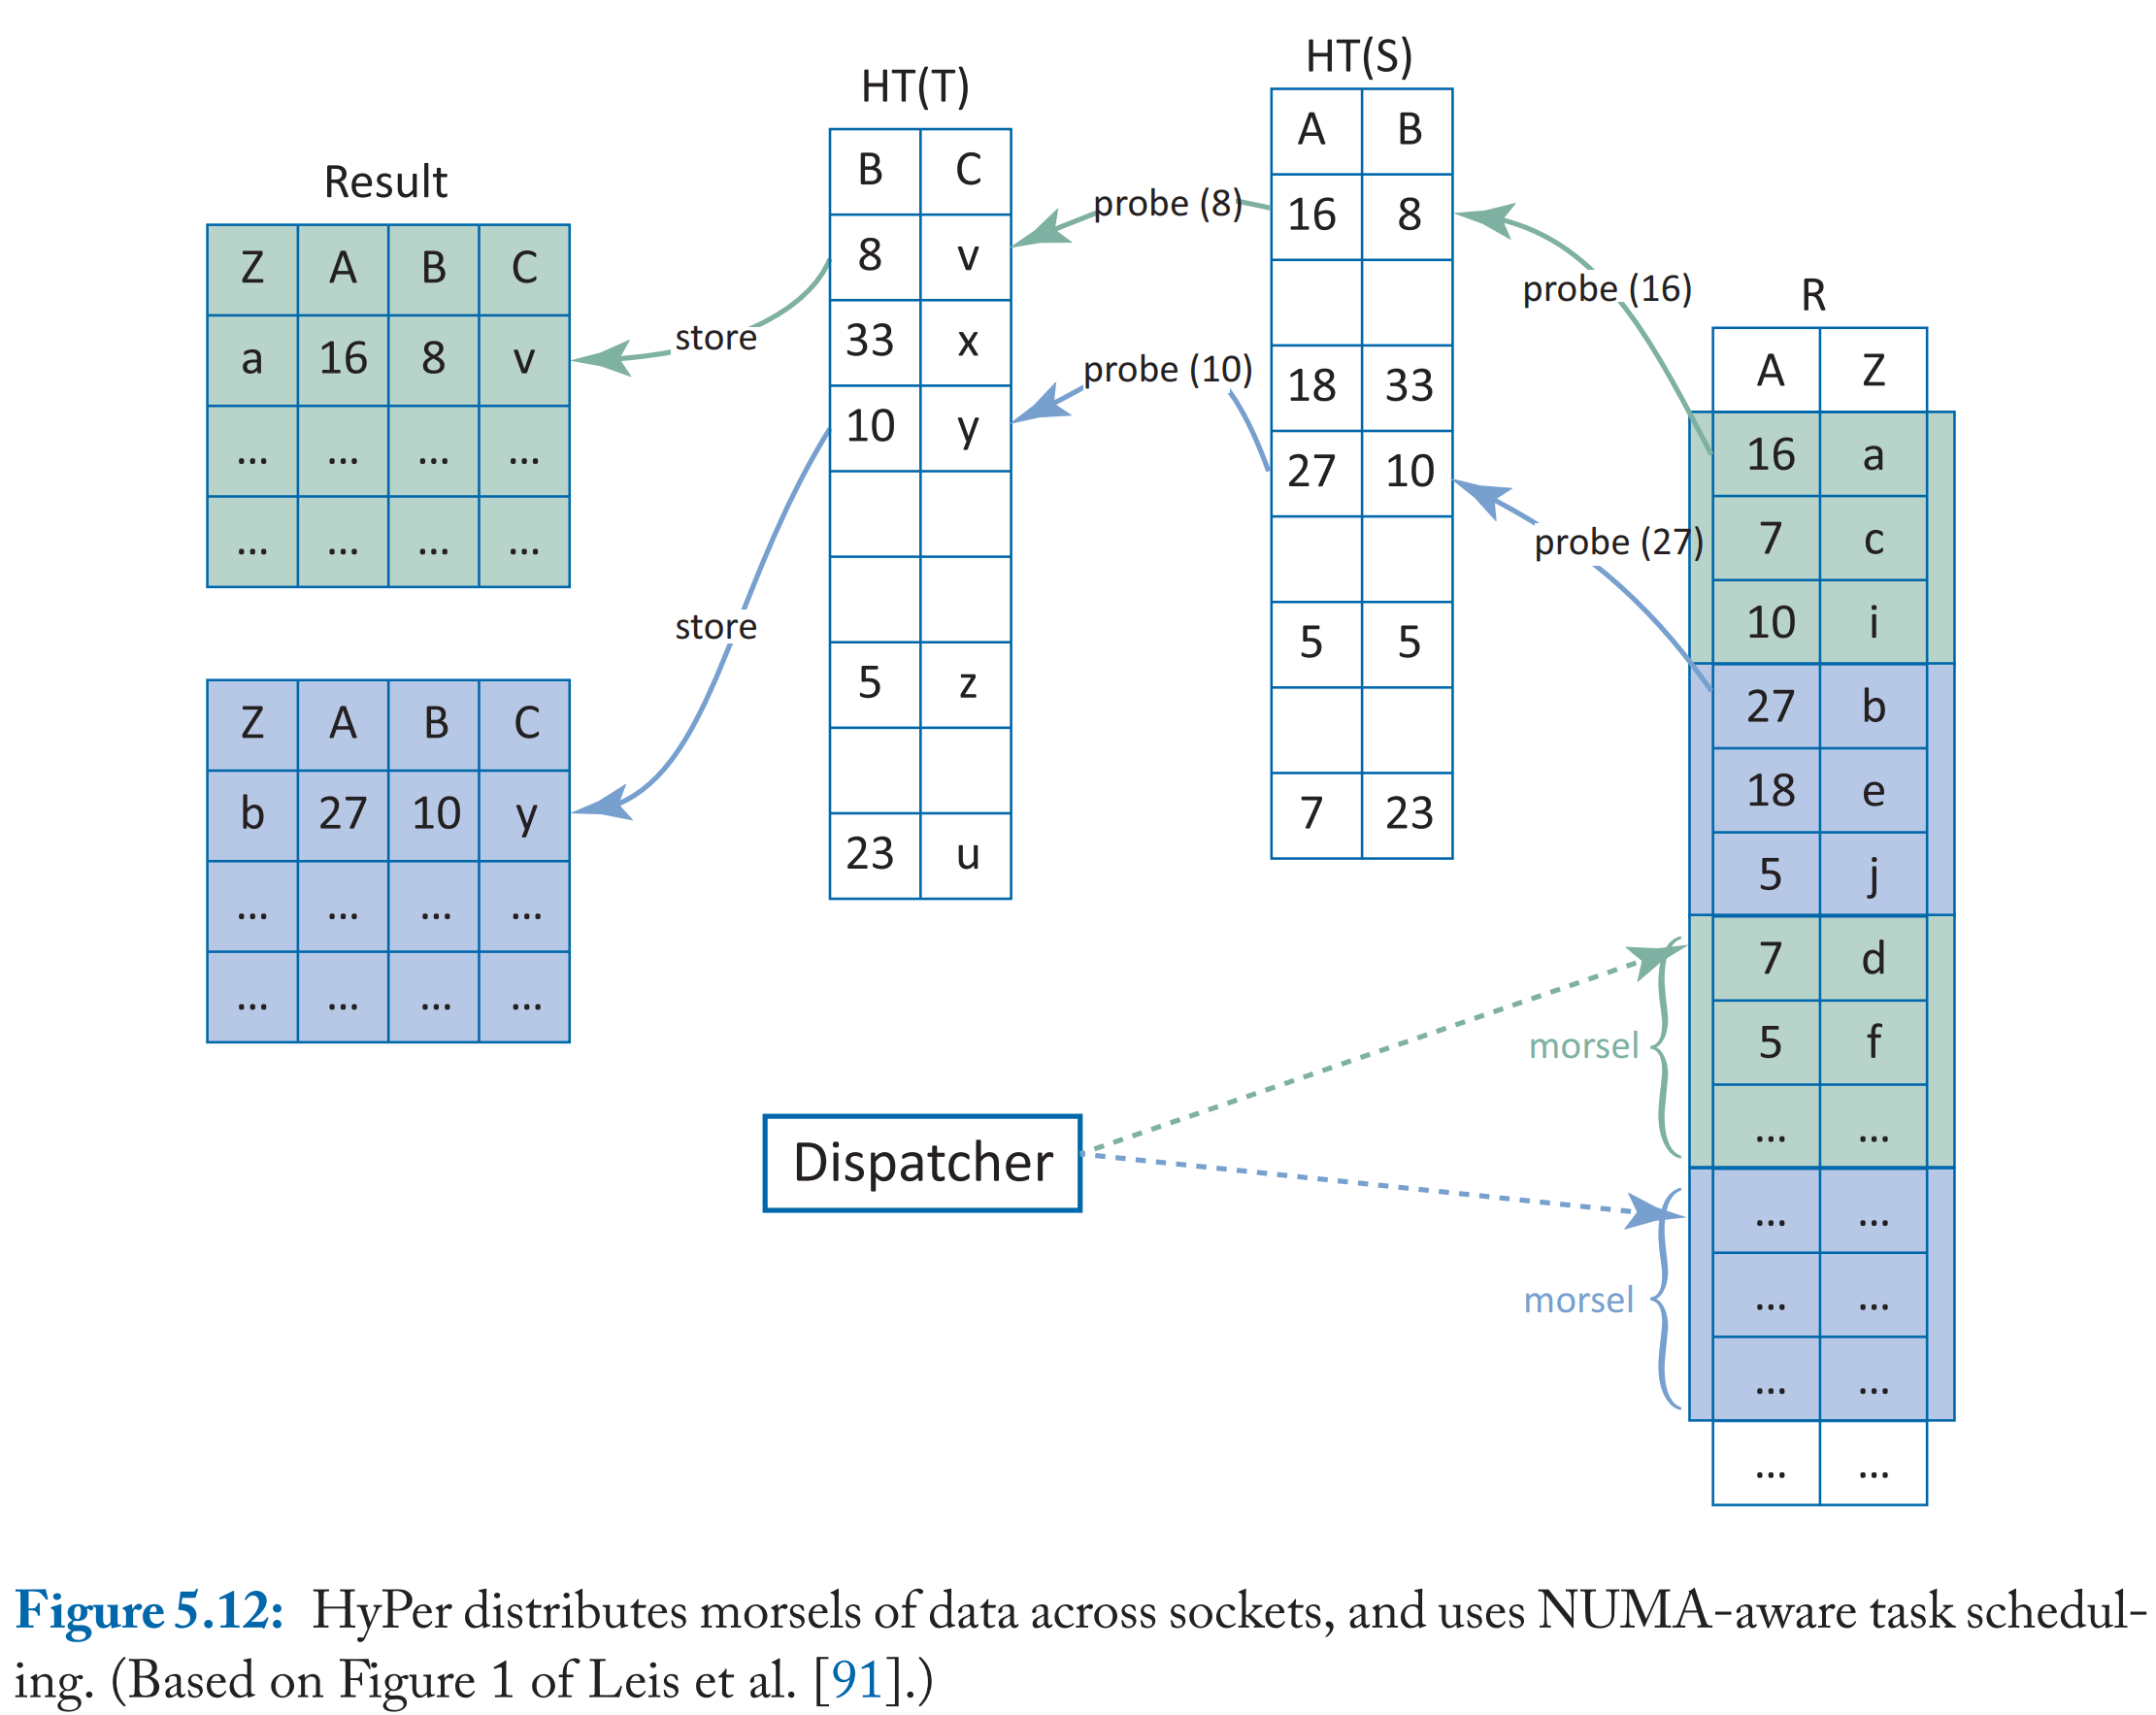 HT(S)
A B
16 8
18 33
27 10
5 5
7 23
HT(T)
B C
8 v
33 x
10 y
5 z
23 u
Result
Z A B C
a 16 8 v
... ... ... ...
... ... ... ...
Z A B C
b 27 10 y
... ... ... ...
... ... ... ...
probe (8)
probe (10)
probe (16)
probe (27)
store
store
R
A Z
16 a
7 c
10 i
27 b
18 e
5 j
7 d
5 f
... ...
... ...
... ...
... ...
... ...
morsel
morsel
Dispatcher
Figure 5.12: HyPer distributes morsels of data across sockets, and uses NUMA-aware task schedul-
ing. (Based on Figure 1 of Leis et al. [91].)